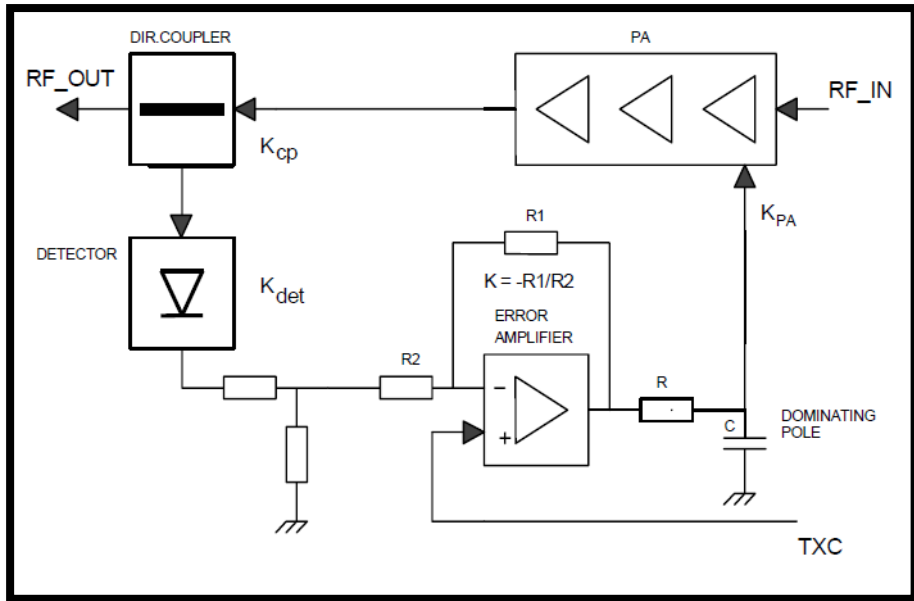 DIR.COUPLER
PA
RF_OUT
RF_IN
Kcp
KPA
DETECTOR
Kdet
R1
K = -R1/R2
ERROR
AMPLIFIER
R2
R
−
+
C
DOMINATING
POLE
TXC